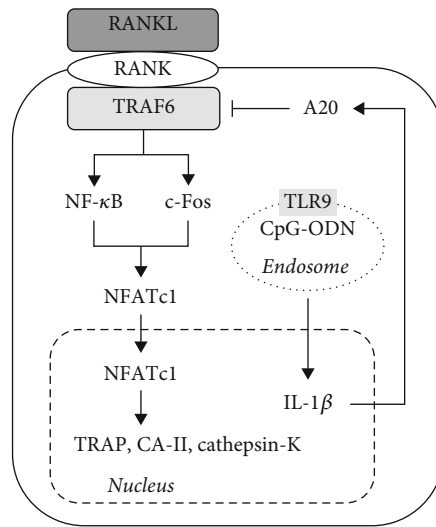 RANKL
RANK
TRAF6
A20
NF-κB
c-Fos
TLR9
CpG-ODN
Endosome
NFATc1
NFATc1
IL-1β
TRAP, CA-II, cathepsin-K
Nucleus